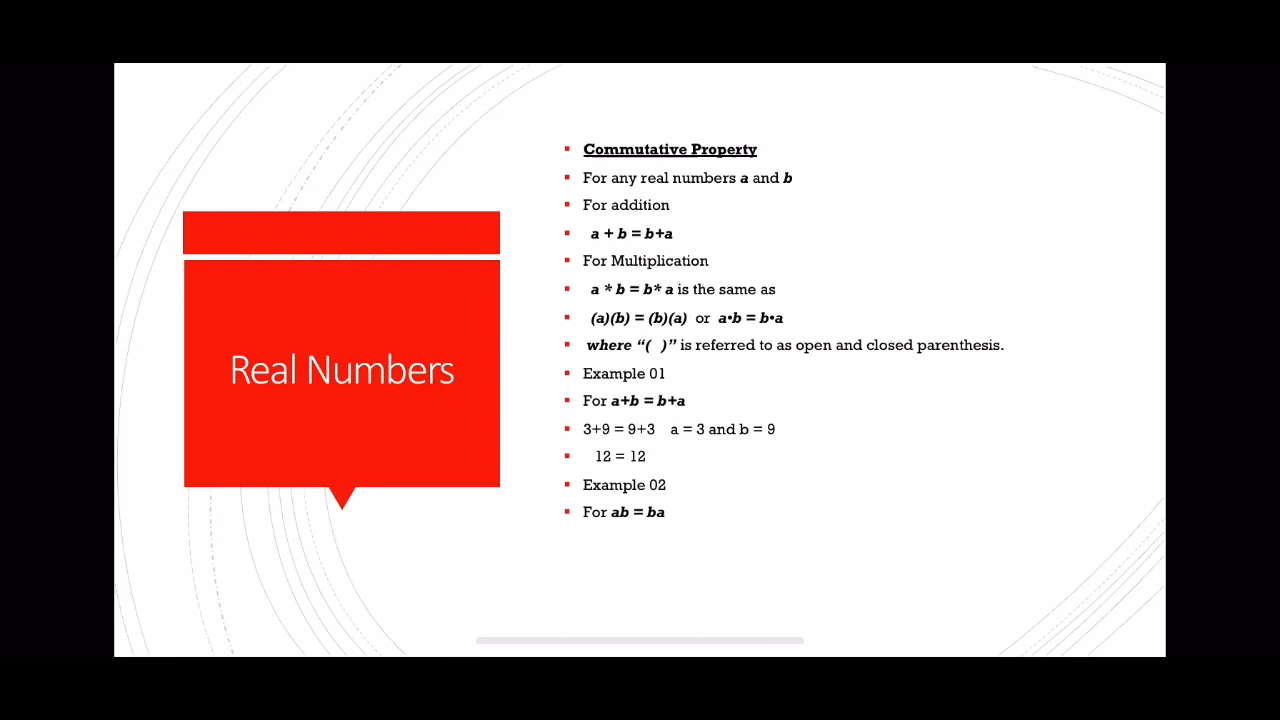 Real Numbers
Commutative Property
For any real numbers a and b
For addition
a + b = b+a
For Multiplication
a * b = b* a is the same as
(a)(b) = (b)(a) or a•b = b•a
where “( )” is referred to as open and closed parenthesis.
Example 01
For a+b = b+a
3+9 = 9+3 a = 3 and b = 9
12 = 12
Example 02
For ab = ba